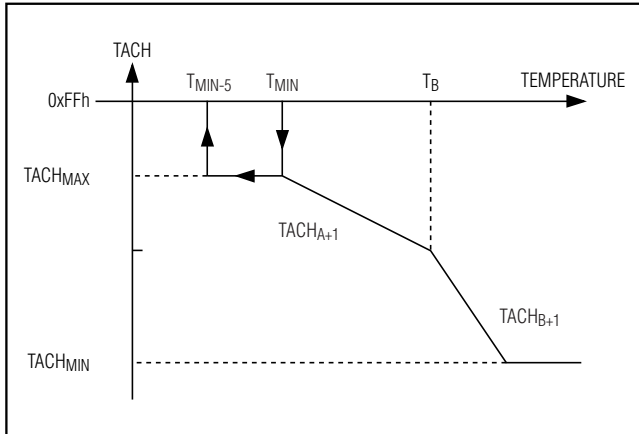 TACH
T_MIN-5 T_MIN T_B TEMPERATURE
0xFFh
TACH_MAX
TACH_A+1
TACH_B+1
TACH_MIN